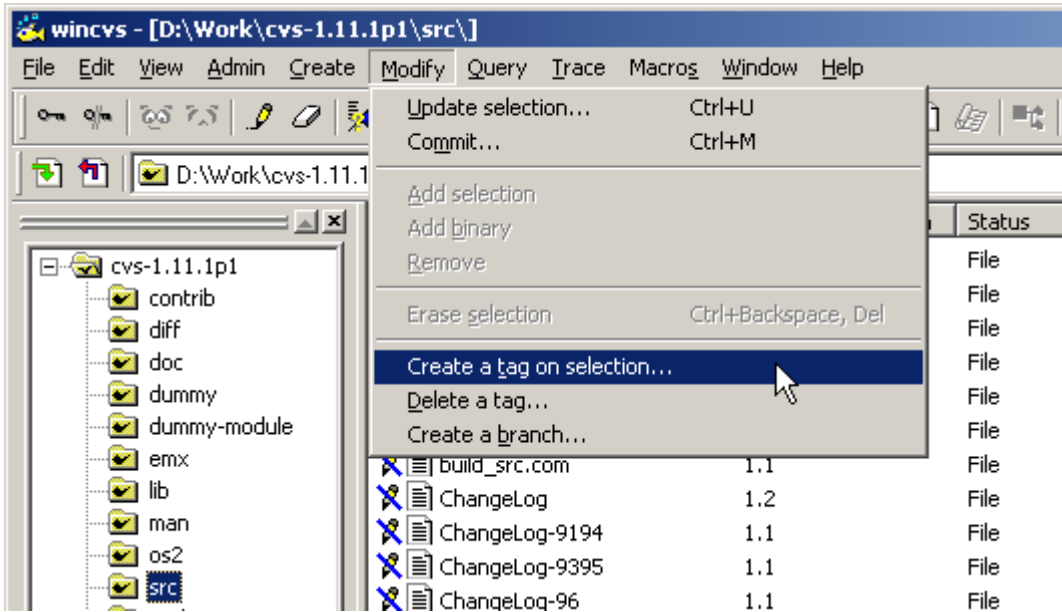 wincvs - [D:\Work\cvs-1.11.1p1\src\]
File Edit View Admin Create Modify Query Trace Macros Window Help
Update selection... Ctrl+U
Commit... Ctrl+M
D:\Work\cvs-1.11.1
Add selection
Add binary
Remove
Erase selection Ctrl+Backspace, Del
Create a tag on selection...
Delete a tag...
Create a branch...
Status
cvs-1.11.1p1
contrib
diff
doc
dummy
dummy-module
emx
lib
man
os2
src
File
File
File
File
File
File
build_src.com 1.1 File
ChangeLog 1.2 File
ChangeLog-9194 1.1 File
ChangeLog-9395 1.1 File
ChangeLog-96 1.1 File